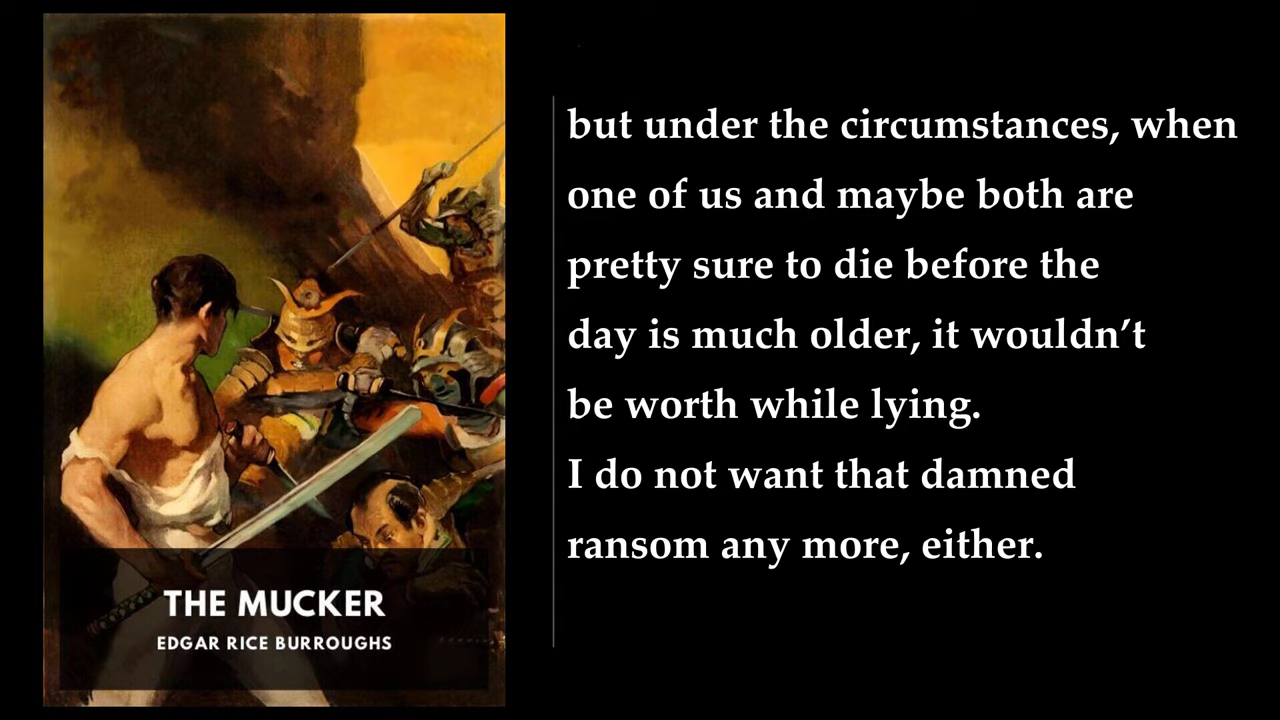 but under the circumstances, when
one of us and maybe both are
pretty sure to die before the
day is much older, it wouldn’t
be worth while lying.
I do not want that damned
ransom any more, either.
THE MUCKER
EDGAR RICE BURROUGHS